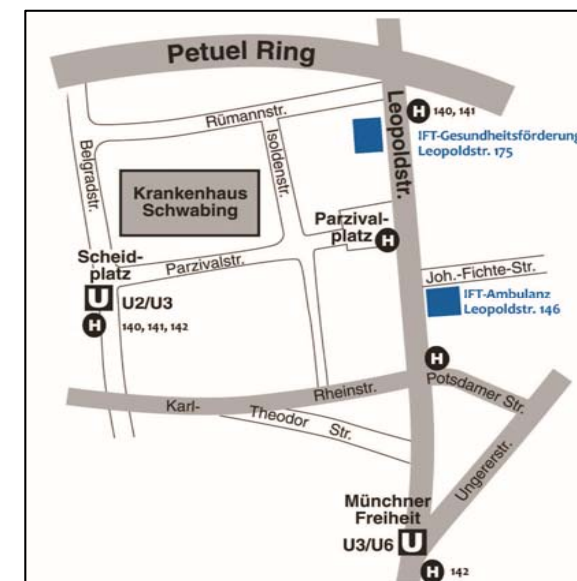 Petuel Ring
Leopoldstr.
H 140, 141
Rümannstr.
IFT-Gesundheitsförderung
Leopoldstr. 175
Belgradstr.
Isoldenstr.
Krankenhaus
Schwabing
Parzival-
platz H
Scheid-
platz
Parzivalstr.
Joh.-Fichte-Str.
U U2/U3
IFT-Ambulanz
Leopoldstr. 146
H 140, 141, 142
H
Potsdamer Str.
Rheinstr.
Karl-
Theodor Str.
Ungererstr.
Münchner
Freiheit
U3/U6 U
H 142